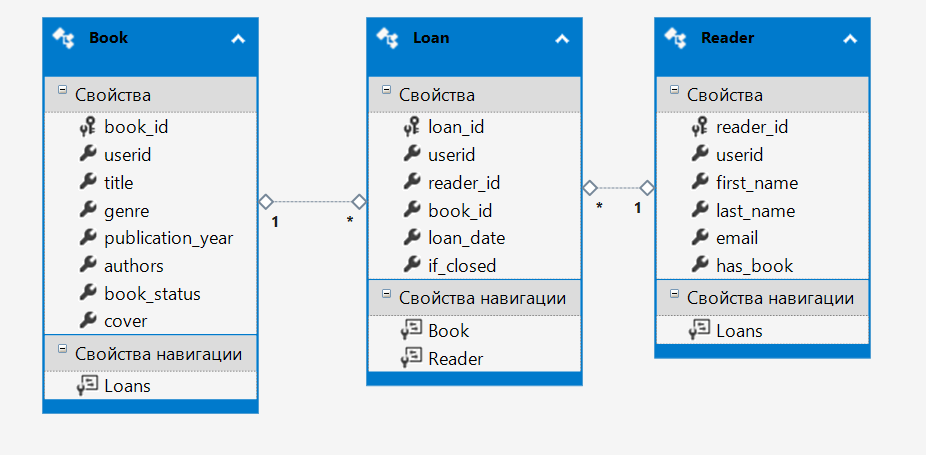 Book
Свойства
book_id
userid
title
genre
publication_year
authors
book_status
cover
Свойства навигации
Loans
1
*
Loan
Свойства
loan_id
userid
reader_id
book_id
loan_date
if_closed
Свойства навигации
Book
Reader
*
1
Reader
Свойства
reader_id
userid
first_name
last_name
email
has_book
Свойства навигации
Loans